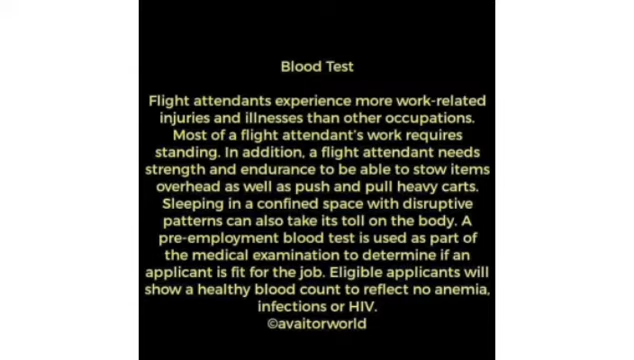 Blood Test
Flight attendants experience more work-related
injuries and illnesses than other occupations.
Most of a flight attendant's work requires
standing. In addition, a flight attendant needs
strength and endurance to be able to stow items
overhead as well as push and pull heavy carts.
Sleeping in a confined space with disruptive
patterns can also take its toll on the body. A
pre-employment blood test is used as part of
the medical examination to determine if an
applicant is fit for the job. Eligible applicants will
show a healthy blood count to reflect no anemia,
infections or HIV.
©avaitorworld